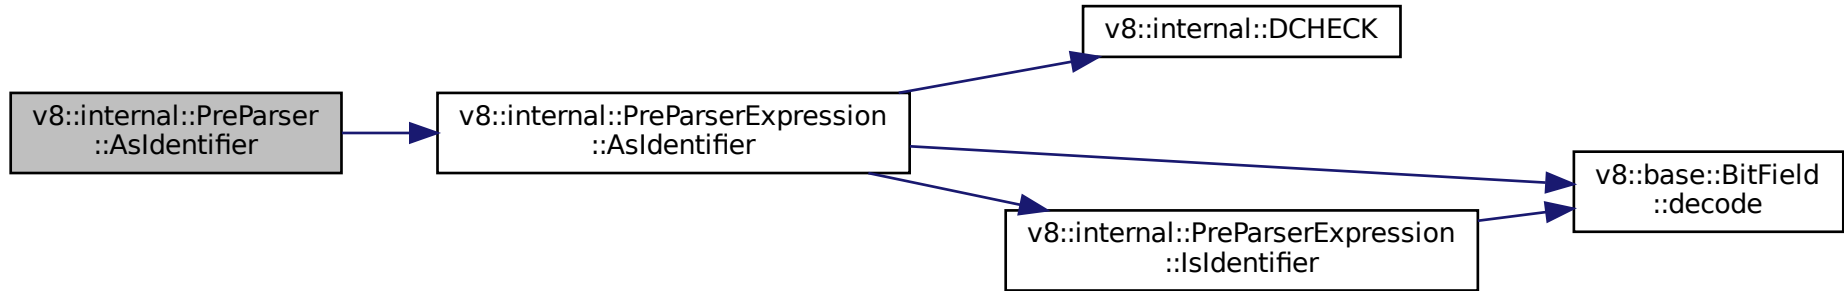 v8::internal::PreParser
::AsIdentifier
v8::internal::PreParserExpression
::AsIdentifier
v8::internal::DCHECK
v8::internal::PreParserExpression
::IsIdentifier
v8::base::BitField
::decode